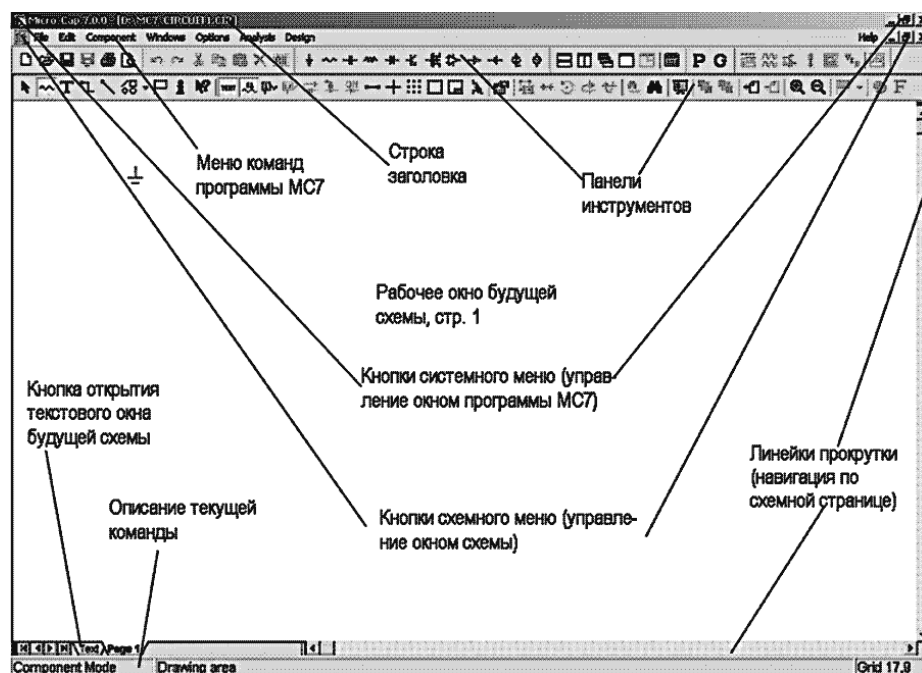 Micro-Cap 7.0.0 - [D:\MC7\CIRCUIT1.CIR]
File Edit Component Windows Options Analysis Design Help
Меню команд
программы МС7
Строка
заголовка
Панели
инструментов
Рабочее окно будущей
схемы, стр. 1
Кнопки системного меню (управ-
ление окном программы МС7)
Кнопка открытия
текстового окна
будущей схемы
Линейки прокрутки
(навигация по
схемной странице)
Описание текущей
команды
Кнопки схемного меню (управле-
ние окном схемы)
Text Page 1
Component Mode Drawing area Grid 17,9